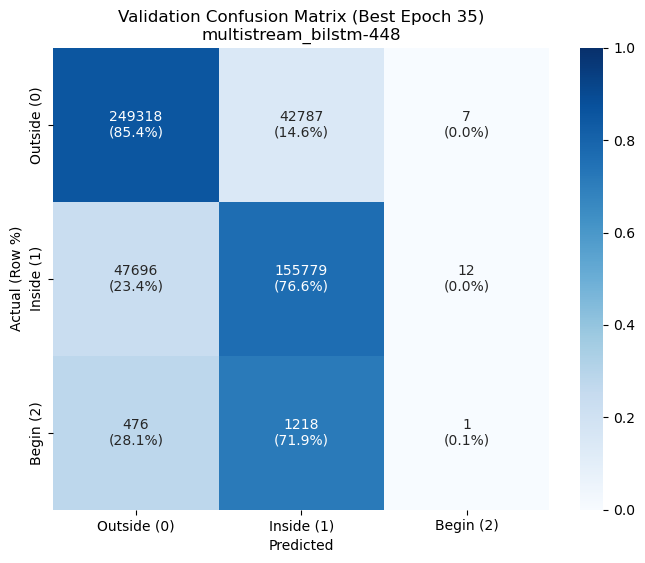 Validation Confusion Matrix (Best Epoch 35)
multistream_bilstm-448
Actual (Row %)
Outside (0)
249318
(85.4%)
42787
(14.6%)
7
(0.0%)
Inside (1)
47696
(23.4%)
155779
(76.6%)
12
(0.0%)
Begin (2)
476
(28.1%)
1218
(71.9%)
1
(0.1%)
Outside (0)
Inside (1)
Begin (2)
Predicted
1.0
0.8
0.6
0.4
0.2
0.0